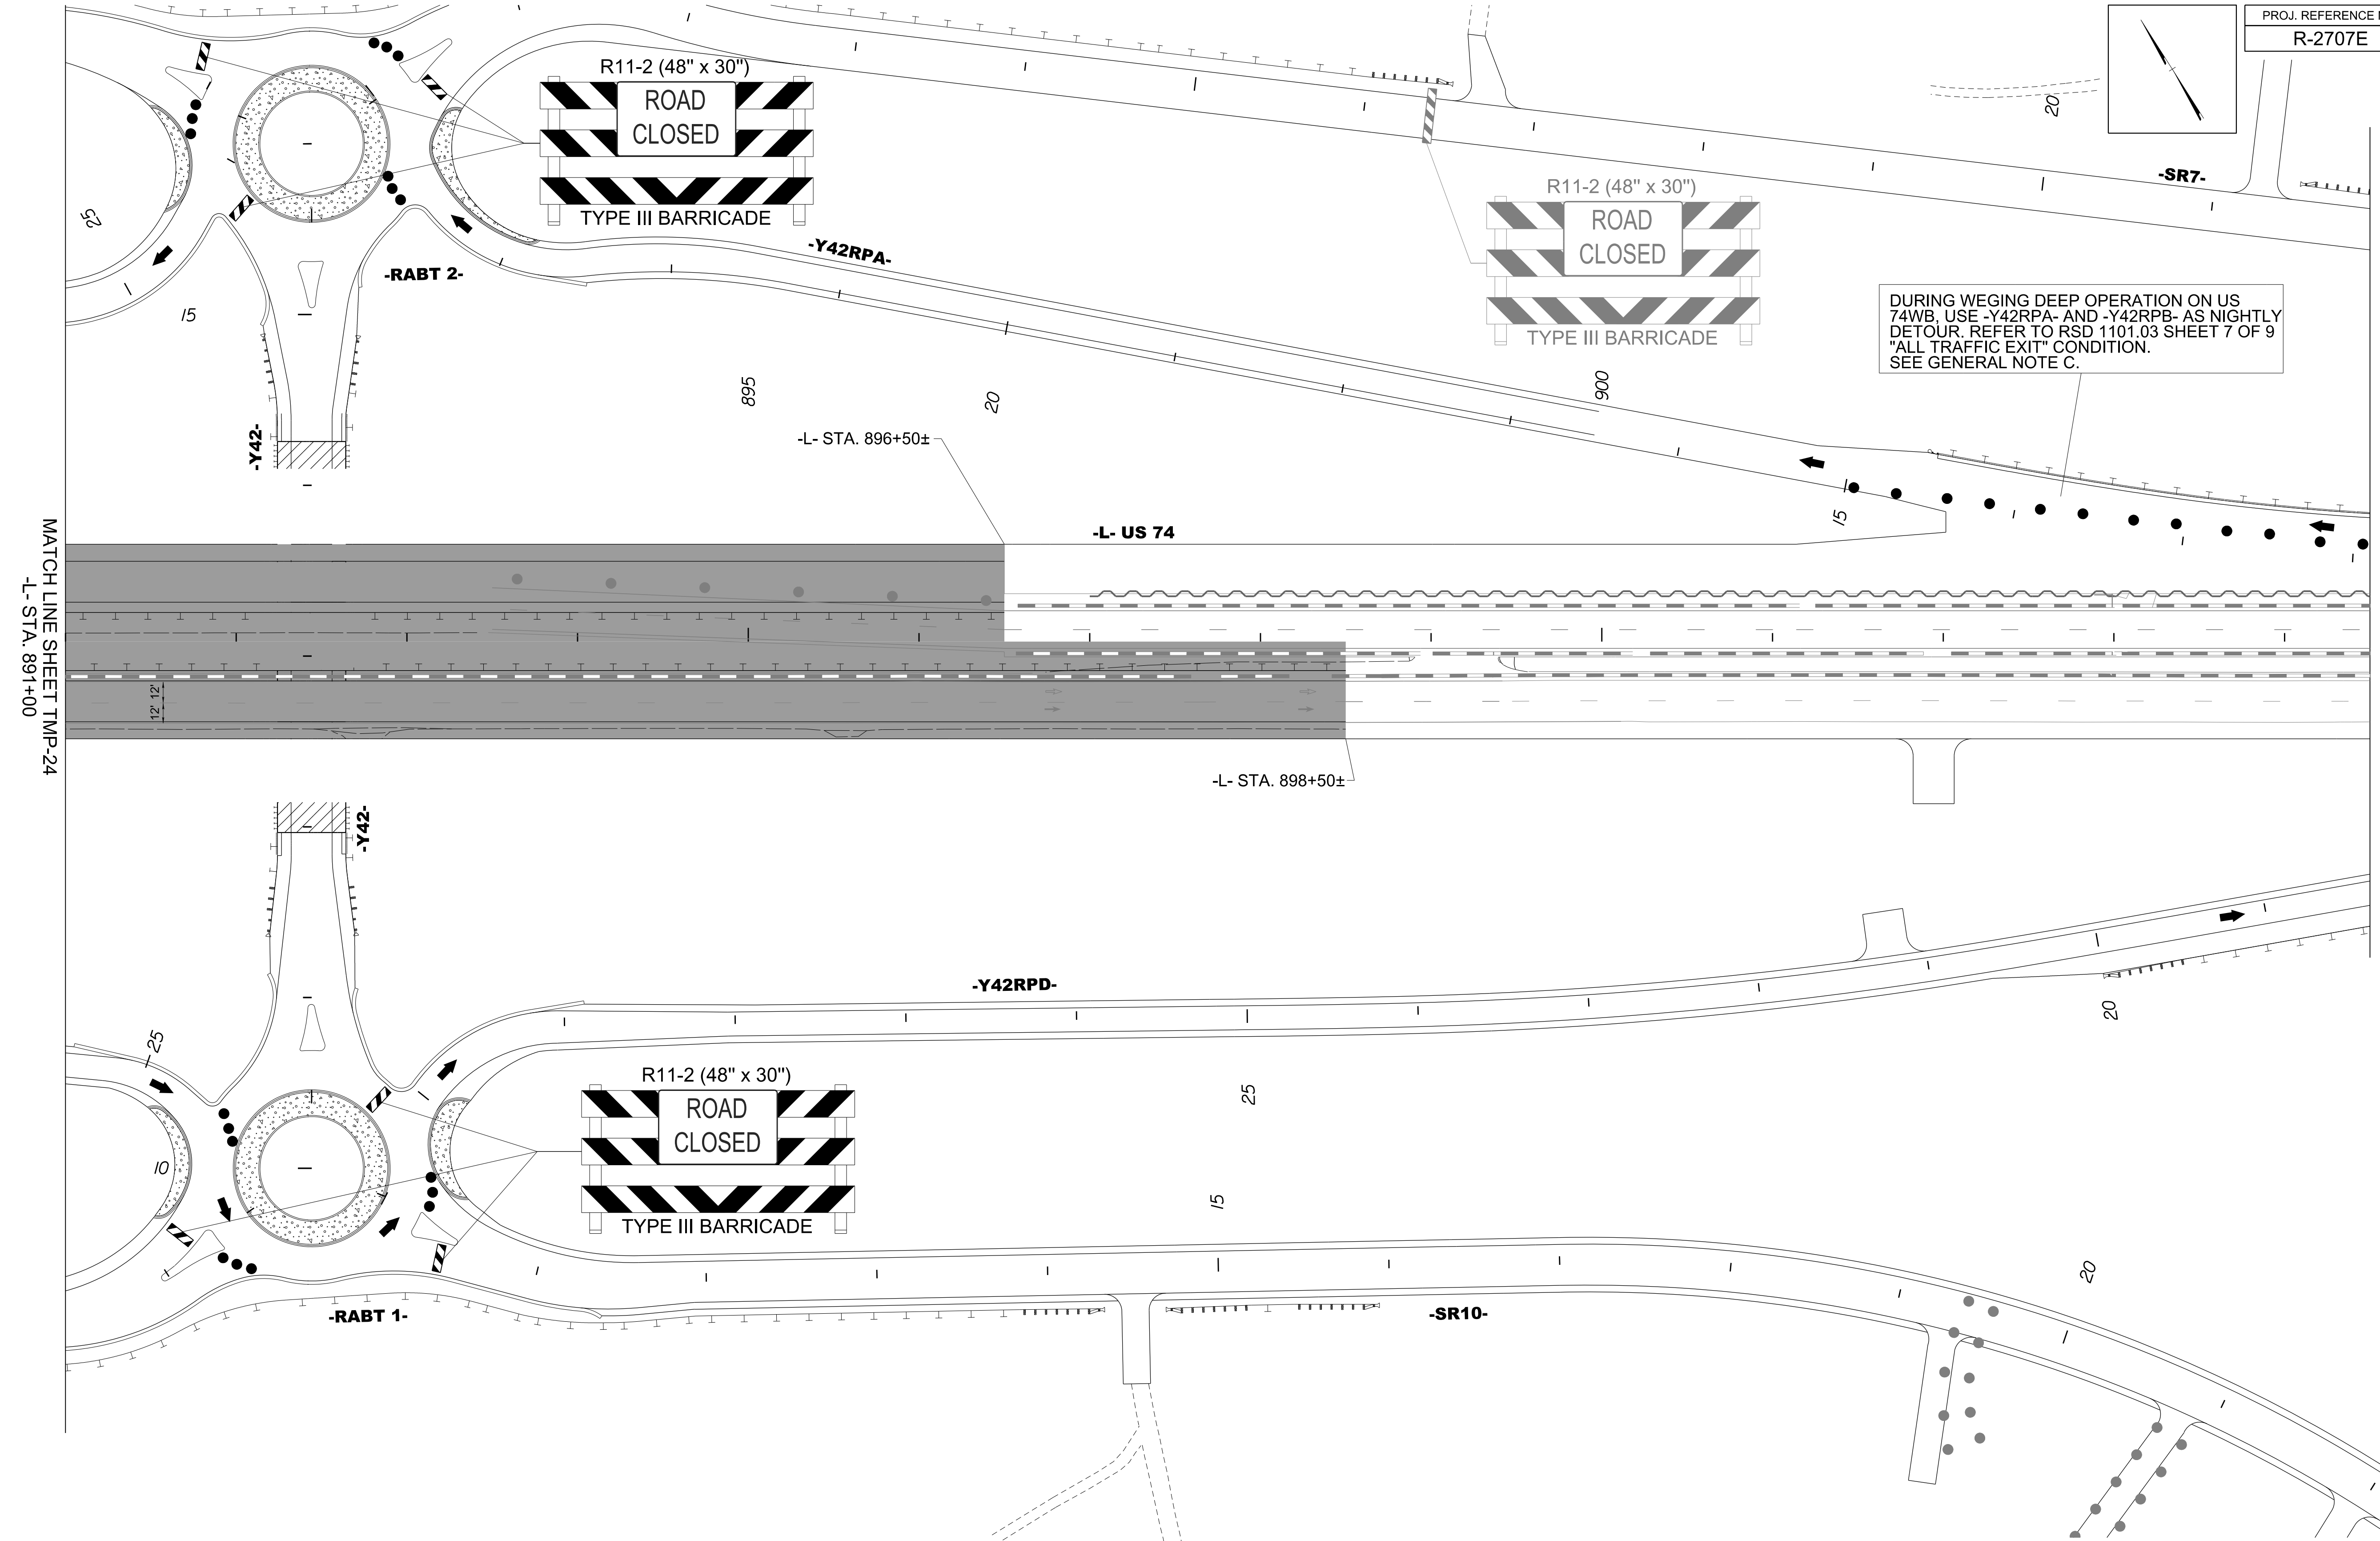 PROJ. REFERENCE
R-2707E
R11-2 (48" x 30")
ROAD
CLOSED
TYPE III BARRICADE
20
-SR7-
R11-2 (48" x 30")
ROAD
CLOSED
TYPE III BARRICADE
25
15
-RABT 2-
-Y42RPA-
DURING WEGING DEEP OPERATION ON US
74WB, USE -Y42RPA- AND -Y42RPB- AS NIGHTLY
DETOUR. REFER TO RSD 1101.03 SHEET 7 OF 9
"ALL TRAFFIC EXIT" CONDITION.
SEE GENERAL NOTE C.
895
20
900
-Y42-
-L- STA. 896+50±
15
-L- US 74
MATCH LINE SHEET TMP-24
-L- STA. 891+00
12' 12'
-L- STA. 898+50±
-Y42-
-Y42RPD-
20
25
25
R11-2 (48" x 30")
ROAD
CLOSED
TYPE III BARRICADE
10
15
20
-RABT 1-
-SR10-